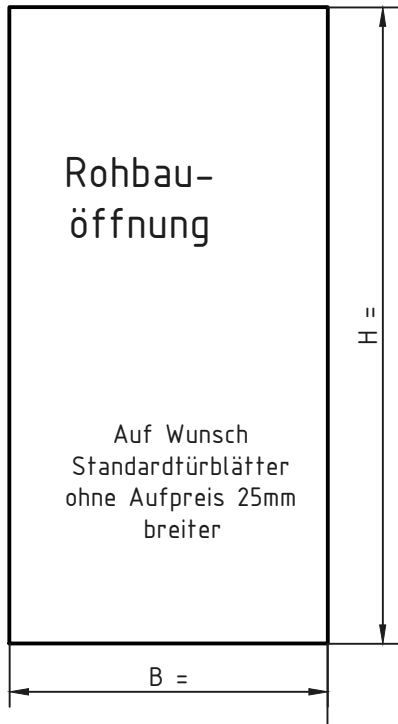 Rohbau-
öffnung
H =
Auf Wunsch
Standardtürblätter
ohne Aufpreis 25mm
breiter
B =